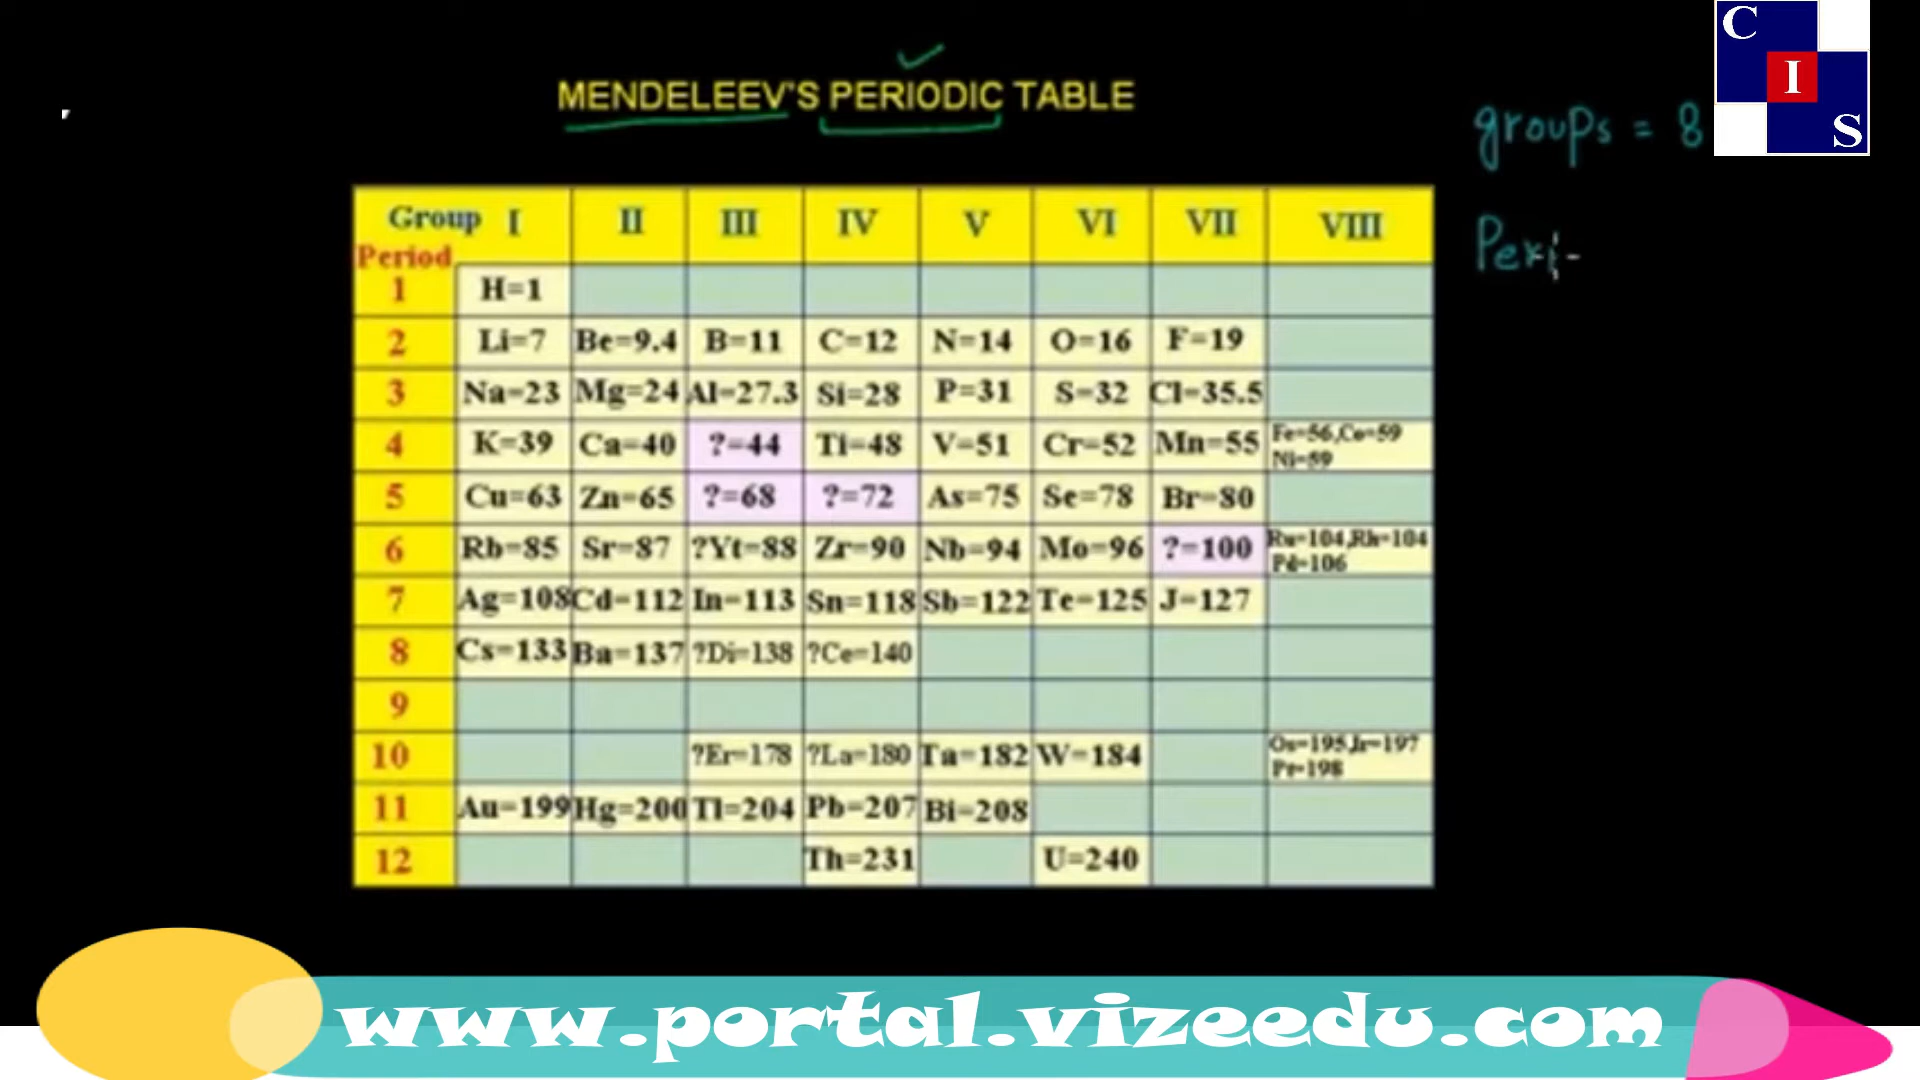 C
I
S
MENDELEEV'S PERIODIC TABLE
groups = 8
Peri
Group I II III IV V VI VII VIII
Period
1 H=1
2 Li=7 Be=9.4 B=11 C=12 N=14 O=16 F=19
3 Na=23 Mg=24 Al=27.3 Si=28 P=31 S=32 Cl=35.5
4 K=39 Ca=40 ?=44 Ti=48 V=51 Cr=52 Mn=55 Fe=56,Co=59
Ni=59
5 Cu=63 Zn=65 ?=68 ?=72 As=75 Se=78 Br=80
6 Rb=85 Sr=87 ?Yt=88 Zr=90 Nb=94 Mo=96 ?=100 Ru=104,Rh=104
Pd=106
7 Ag=108 Cd=112 In=113 Sn=118 Sb=122 Te=125 J=127
8 Cs=133 Ba=137 ?Di=138 ?Ce=140
9
10 ?Er=178 ?La=180 Ta=182 W=184 Os=195,Ir=197
Pt=198
11 Au=199 Hg=200 Tl=204 Pb=207 Bi=208
12 Th=231 U=240
www.portal.vizeedu.com